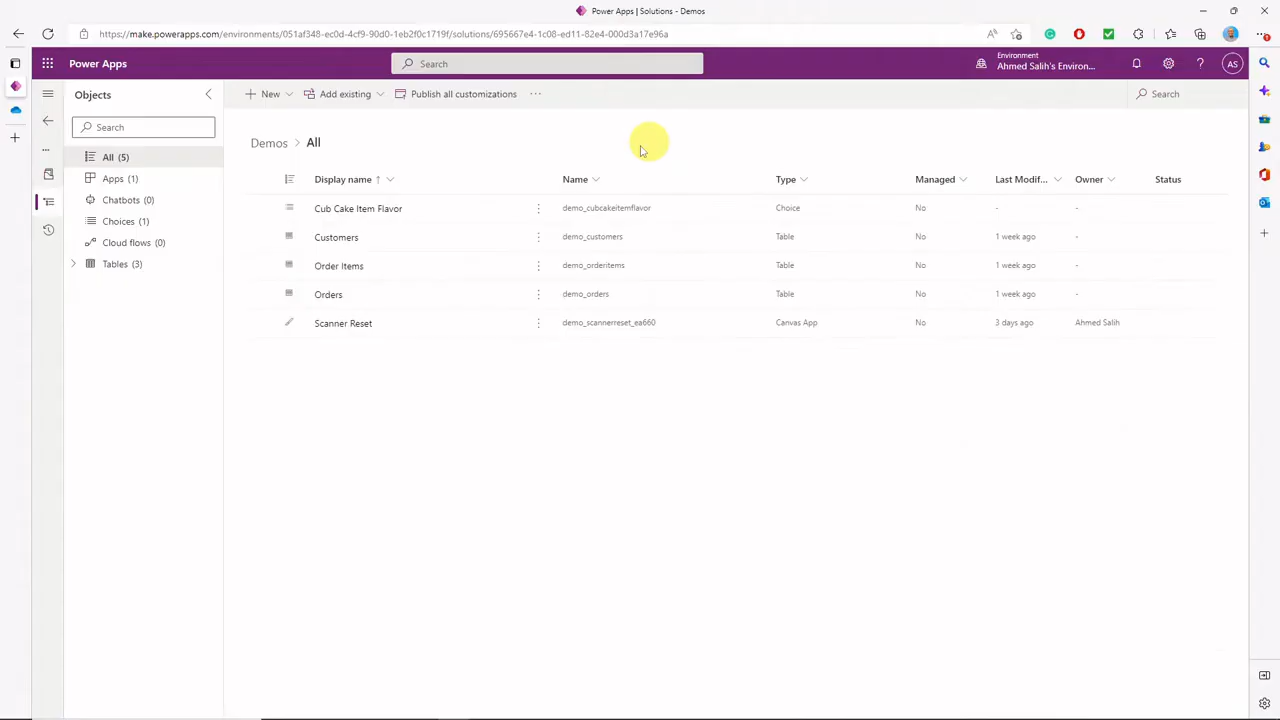 Power Apps | Solutions - Demos
https://make.powerapps.com/environments/051af348-ec0d-4cf9-90d0-1eb2f0c1719f/solutions/695667e4-1c08-ed11-82e4-000d3a17e96a
Power Apps
Search
Environment
Ahmed Salih's Environ...
AS
Objects
Search
All (5)
Apps (1)
Chatbots (0)
Choices (1)
Cloud flows (0)
Tables (3)
New
Add existing
Publish all customizations
Search
Demos > All
Display name Name Type Managed Last Modif... Owner Status
Cub Cake Item Flavor demo_cubcakeitemflavor Choice No - -
Customers demo_customers Table No 1 week ago -
Order Items demo_orderitems Table No 1 week ago -
Orders demo_orders Table No 1 week ago -
Scanner Reset demo_scannerreset_ea660 Canvas App No 3 days ago Ahmed Salih